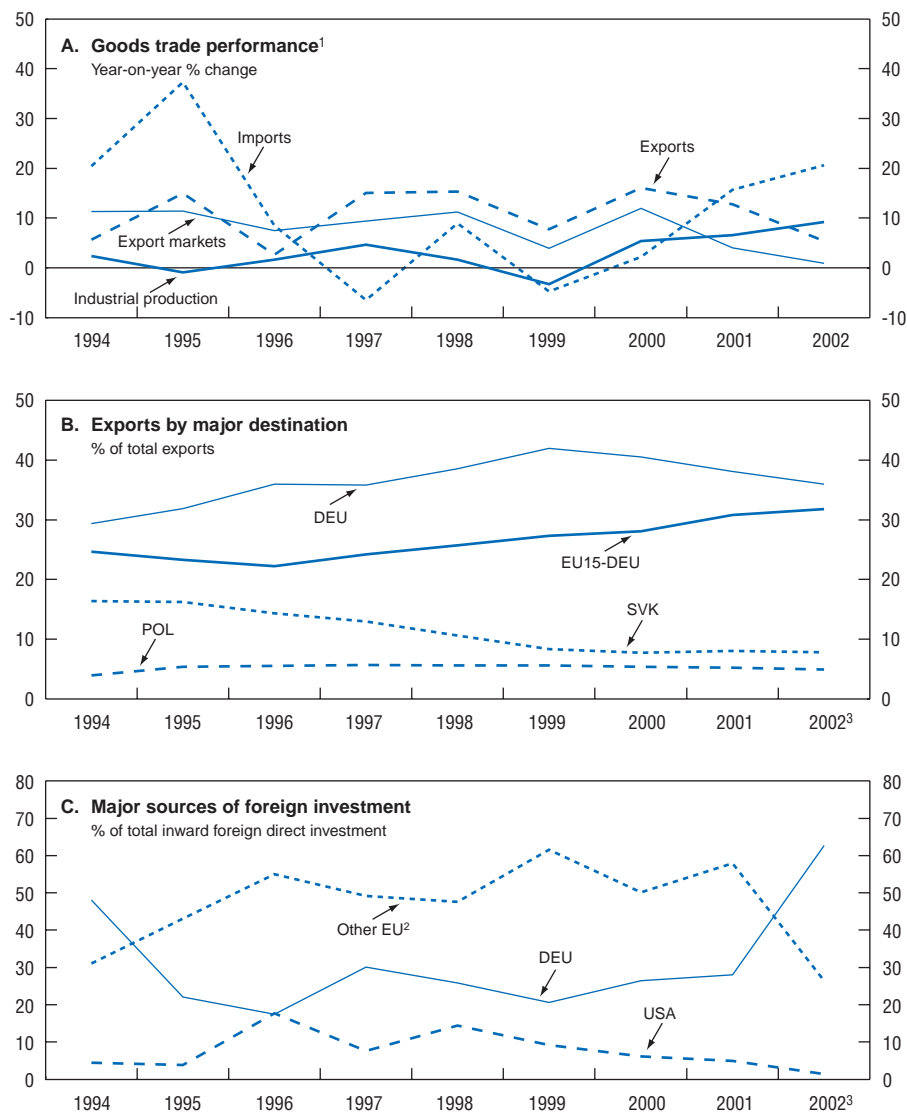 A. Goods trade performance1
Year-on-year % change
50 50
40 40
30 30
20 20
10 10
0 0
-10 -10
Imports
Exports
Export markets
Industrial production
1994 1995 1996 1997 1998 1999 2000 2001 2002
B. Exports by major destination
% of total exports
50 50
40 40
30 30
20 20
10 10
0 0
DEU
EU15-DEU
SVK
POL
1994 1995 1996 1997 1998 1999 2000 2001 20023
C. Major sources of foreign investment
% of total inward foreign direct investment
80 80
70 70
60 60
50 50
40 40
30 30
20 20
10 10
0 0
Other EU2
DEU
USA
1994 1995 1996 1997 1998 1999 2000 2001 20023